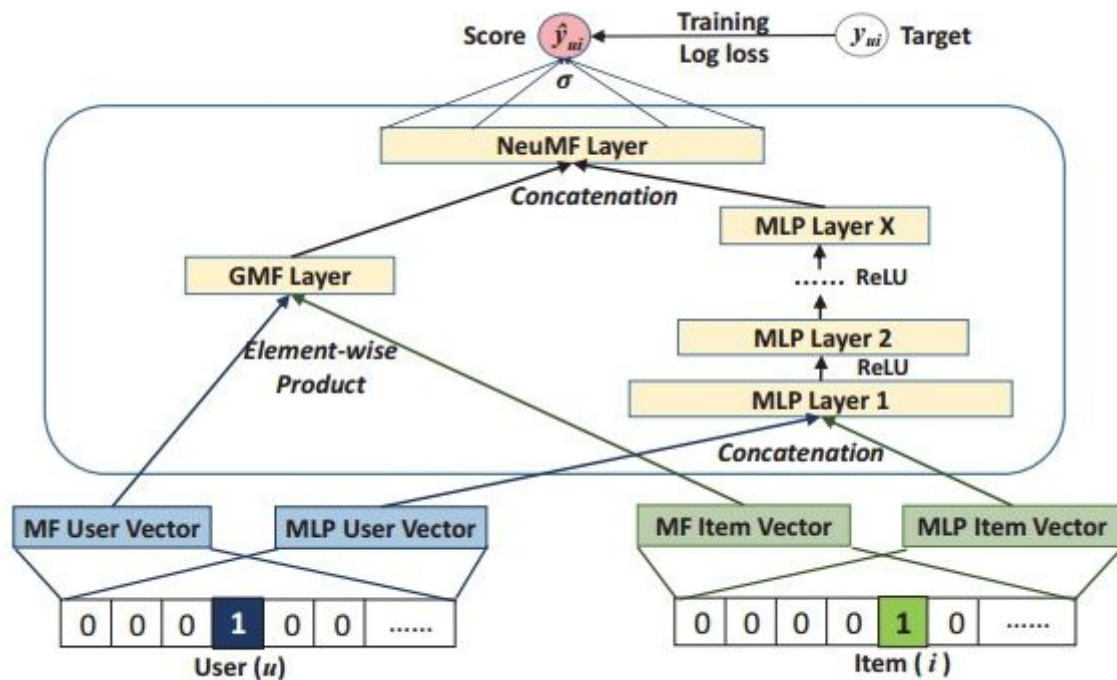 Score ŷui Training yui Target
Log loss
σ
NeuMF Layer
Concatenation
MLP Layer X
GMF Layer
...... ReLU
Element-wise
Product
MLP Layer 2
ReLU
MLP Layer 1
Concatenation
MF User Vector MLP User Vector MF Item Vector MLP Item Vector
0 0 0 1 0 0 ...... 0 0 0 0 1 0 ......
User (u) Item ( i )